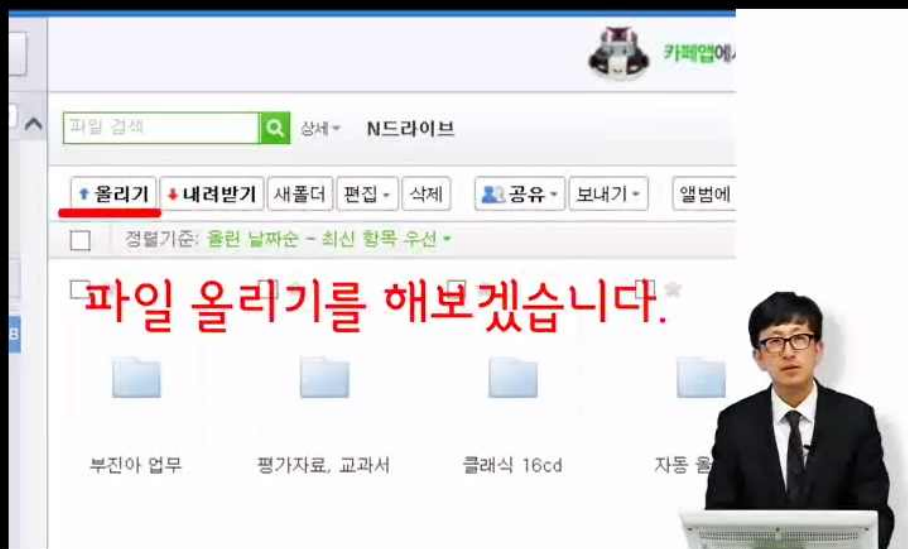 카페앱에서
파일 검색 상세 N드라이브
올리기 내려받기 새폴더 편집 삭제 공유 보내기 앨범에
정렬기준: 올린 날짜순 - 최신 항목 우선
파일 올리기를 해보겠습니다.
부진아 업무 평가자료, 교과서 클래식 16cd 자동 올